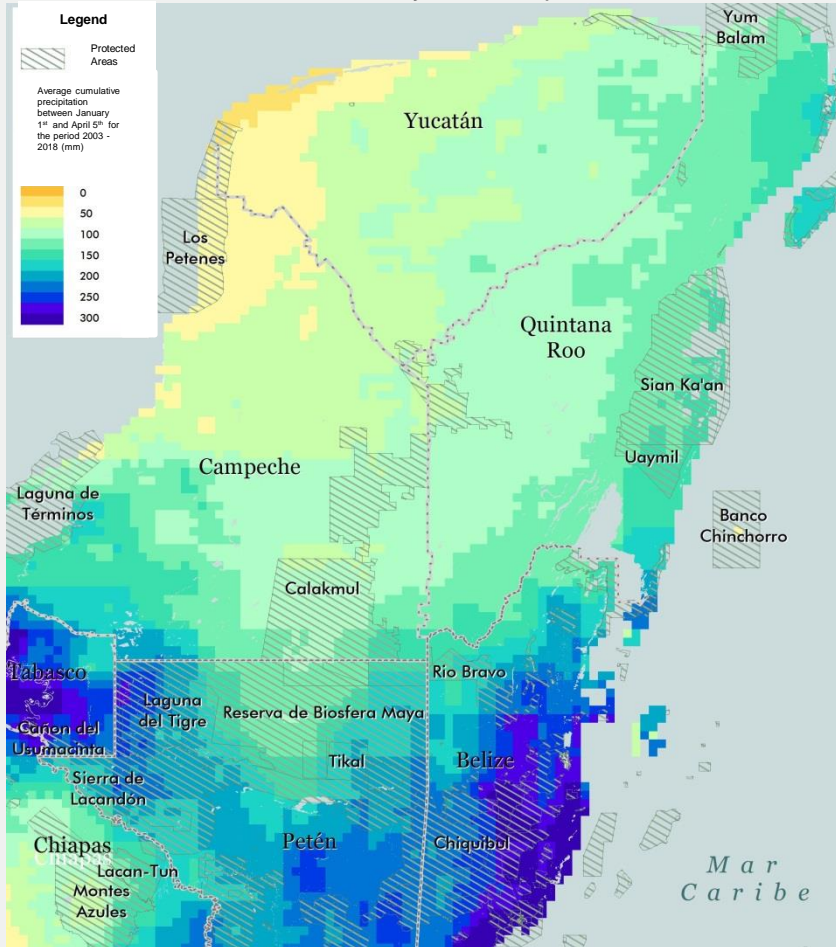 Legend
Protected
Areas
Average cumulative
precipitation
between January
1st and April 5th for
the period 2003 -
2018 (mm)
0
50
100
150
200
250
300
Yum
Balam
Yucatán
Los
Petenes
Quintana
Roo
Sian Ka'an
Uaymil
Campeche
Laguna de
Términos
Banco
Chinchorro
Calakmul
Tabasco
Rio Bravo
Laguna
del Tigre
Reserva de Biosfera Maya
Cañon del
Usumacinta
Tikal
Belize
Sierra de
Lacandón
Petén
Chiquibul
Chiapas
Chiapas
Lacan-Tun
Montes
Azules
Mar
Caribe